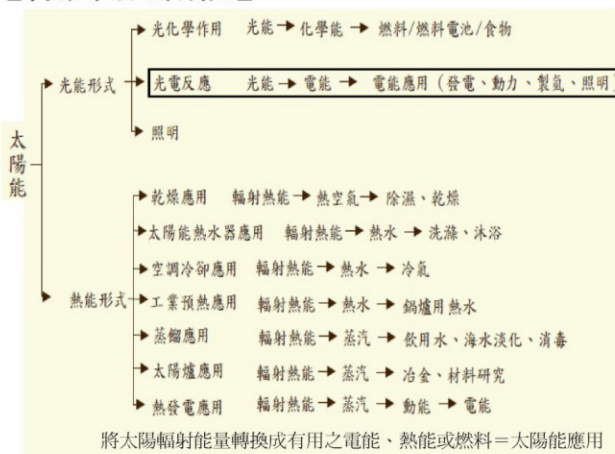 光化學作用 光能→化學能→ 燃料/燃料電池/食物
光能形式
光電反應 光能→電能→ 電能應用（發電、動力、製氫、照明）
照明
太陽能
乾燥應用 輻射熱能→熱空氣→除濕、乾燥
太陽能熱水器應用 輻射熱能→熱水→洗滌、沐浴
空調冷卻應用 輻射熱能→熱水→冷氣
熱能形式
工業預熱應用 輻射熱能→熱水→鍋爐用熱水
蒸餾應用 輻射熱能→蒸汽→飲用水、海水淡化、消毒
太陽爐應用 輻射熱能→蒸汽→冶金、材料研究
熱發電應用 輻射熱能→蒸汽→動能→電能
將太陽輻射能量轉換成有用之電能、熱能或燃料＝太陽能應用